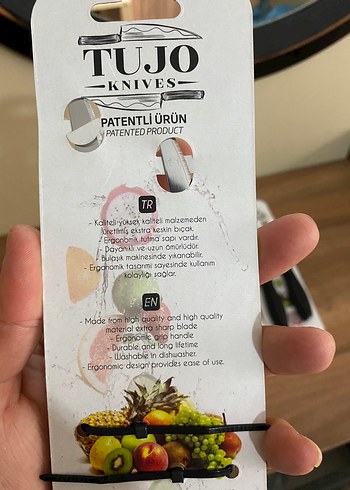 TUJO
KNIVES
PATENTLİ ÜRÜN
PATENTED PRODUCT
TR
- Kaliteli-yüksek kaliteli malzemeden
üretilmiş ekstra keskin bıçak.
- Ergonomik tutma sapı vardır.
- Dayanıklı ve uzun ömürlüdür.
- Bulaşık makinesinde yıkanabilir.
- Ergonamik tasarımı sayesinde kullanım
kolaylığı sağlar.
EN
- Made from high quality and high quality
material extra sharp blade
- Ergonomic grip handle
- Durable and long lifetime
- Washable in dishwasher.
- Ergonomic design provides ease of use.